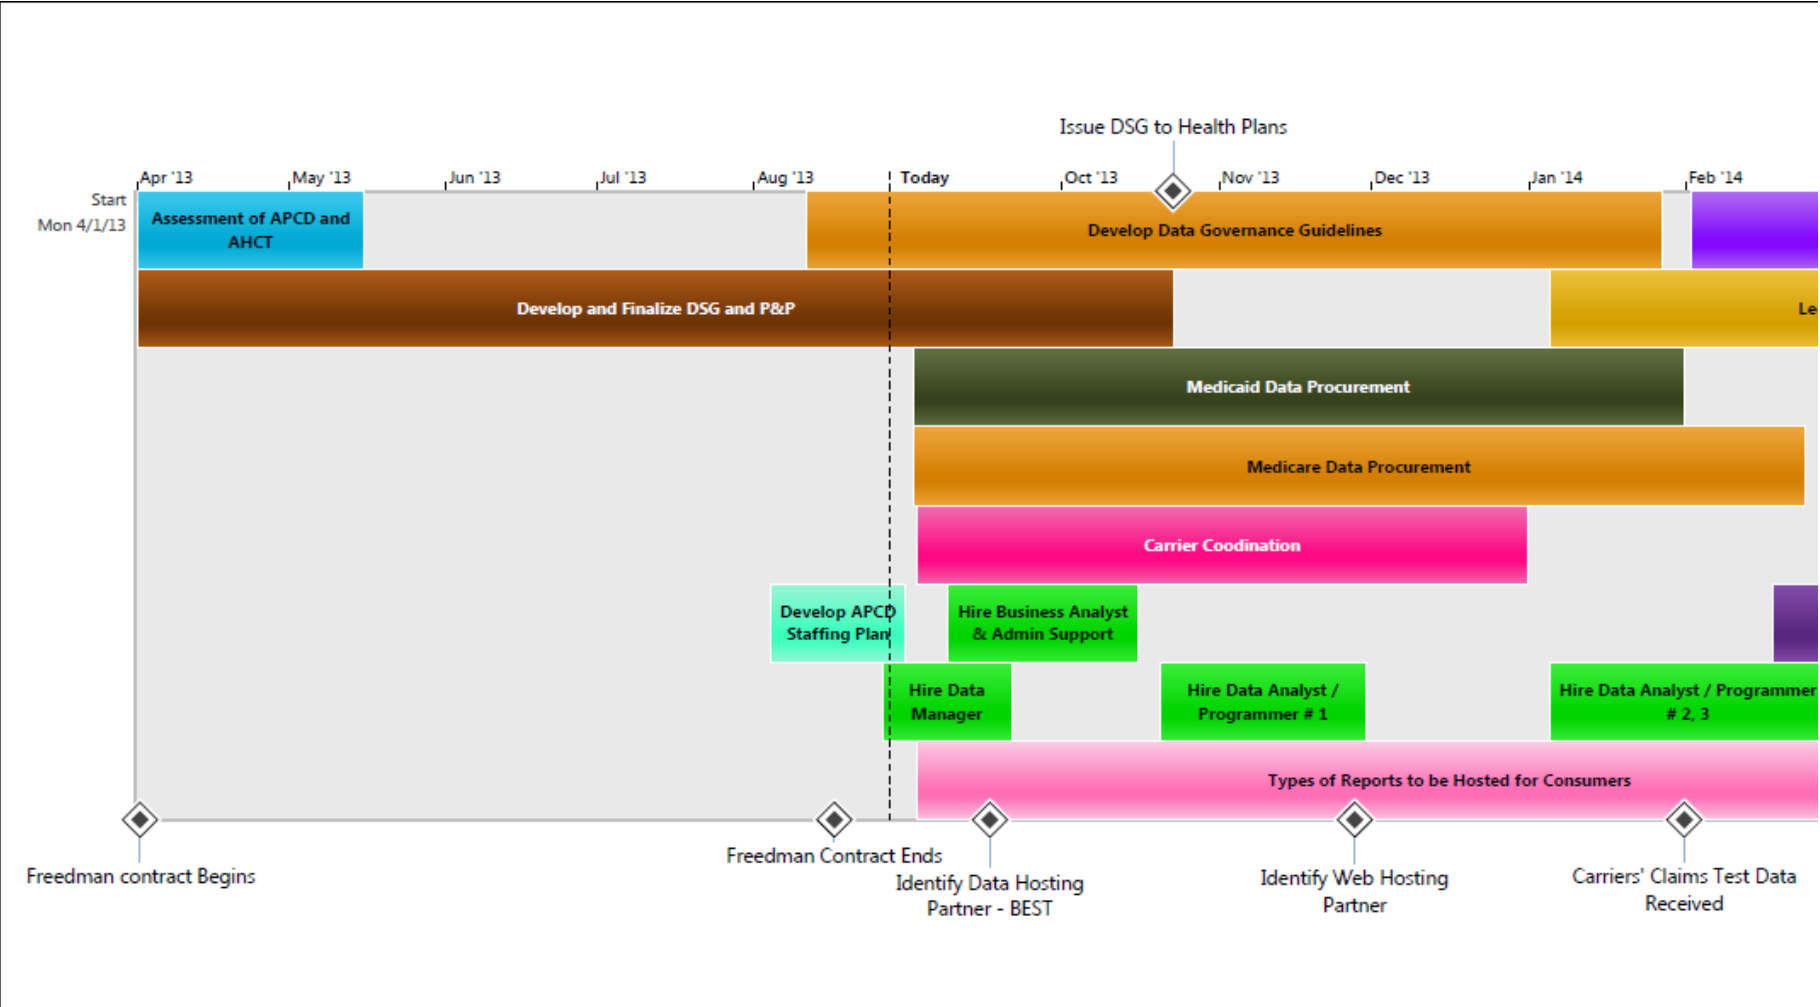 Issue DSG to Health Plans
Apr '13
May '13
Jun '13
Jul '13
Aug '13
Today
Oct '13
Nov '13
Dec '13
Jan '14
Feb '14
Start
Mon 4/1/13
Assessment of APCD and
AHCT
Develop Data Governance Guidelines
Develop and Finalize DSG and P&P
Le
Medicaid Data Procurement
Medicare Data Procurement
Carrier Coodination
Develop APCD
Staffing Plan
Hire Business Analyst
& Admin Support
Hire Data
Manager
Hire Data Analyst /
Programmer # 1
Hire Data Analyst / Programmer
# 2, 3
Types of Reports to be Hosted for Consumers
Freedman contract Begins
Freedman Contract Ends
Identify Data Hosting
Partner - BEST
Identify Web Hosting
Partner
Carriers' Claims Test Data
Received